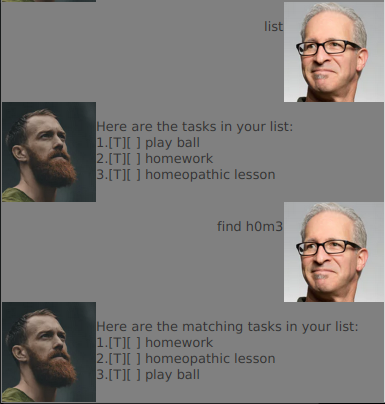 list
Here are the tasks in your list:
1.[T][ ] play ball
2.[T][ ] homework
3.[T][ ] homeopathic lesson
find h0m3
Here are the matching tasks in your list:
1.[T][ ] homework
2.[T][ ] homeopathic lesson
3.[T][ ] play ball